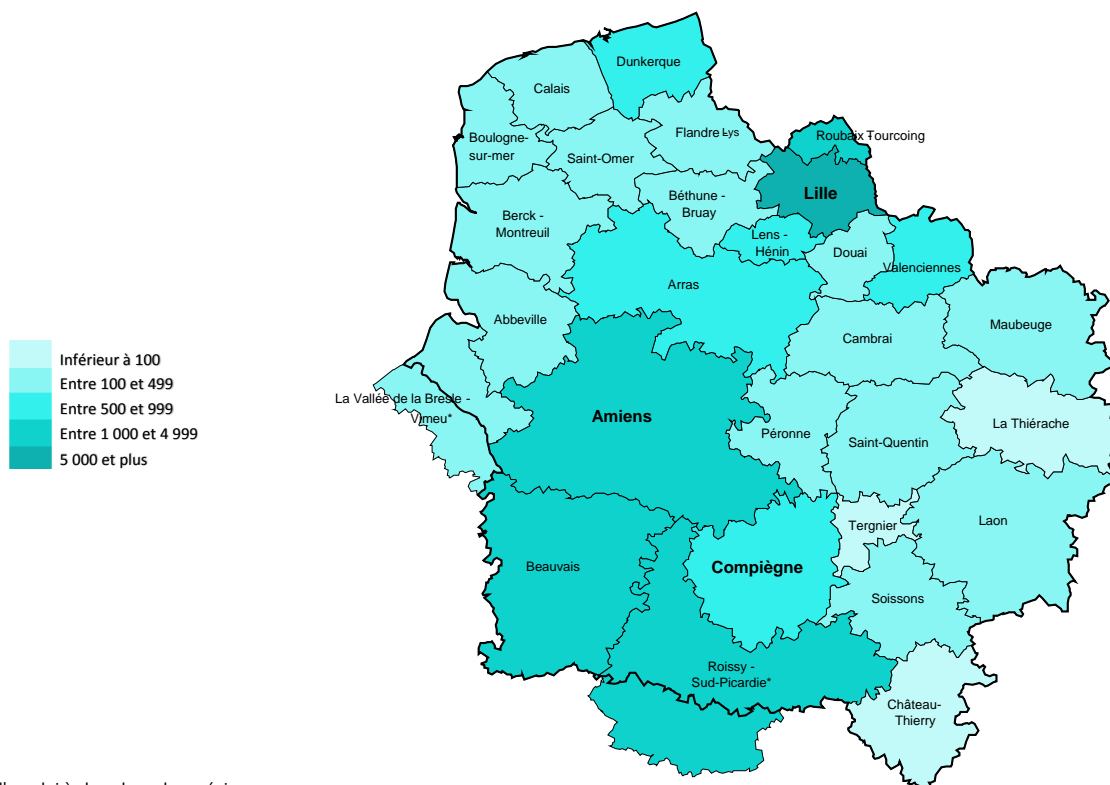 Dunkerque
Calais
Flandre -Lys
Roubaix -Tourcoing
Boulogne-
sur-mer
Saint-Omer
Lille
Béthune -
Bruay
Berck -
Montreuil
Lens -
Hénin
Douai
Valenciennes
Arras
Abbeville
Cambrai
Maubeuge
Inférieur à 100
Entre 100 et 499
Entre 500 et 999
Entre 1 000 et 4 999
5 000 et plus
La Vallée de la Bresle -
Vimeu*
Amiens
Péronne
Saint-Quentin
La Thiérache
Tergnier
Laon
Beauvais
Compiègne
Soissons
Roissy -
Sud-Picardie*
Château-
Thierry